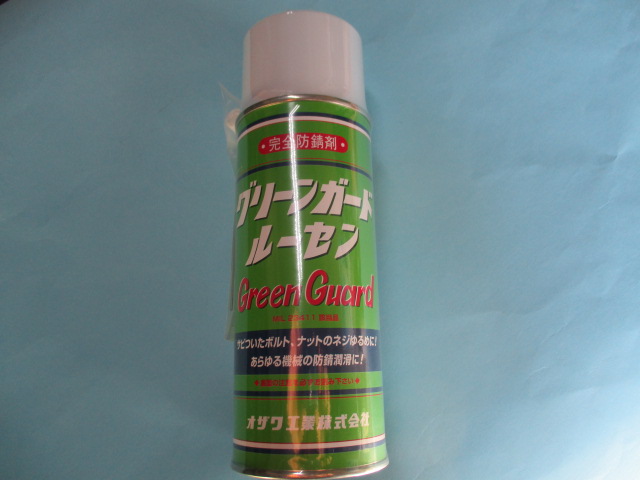 ・完全防錆剤・
グリーンガード
ルーセン
Green Guard
サビついたボルト、ナットのネジゆるめに!
あらゆる機械の防錆潤滑に!
オザワ工業株式会社